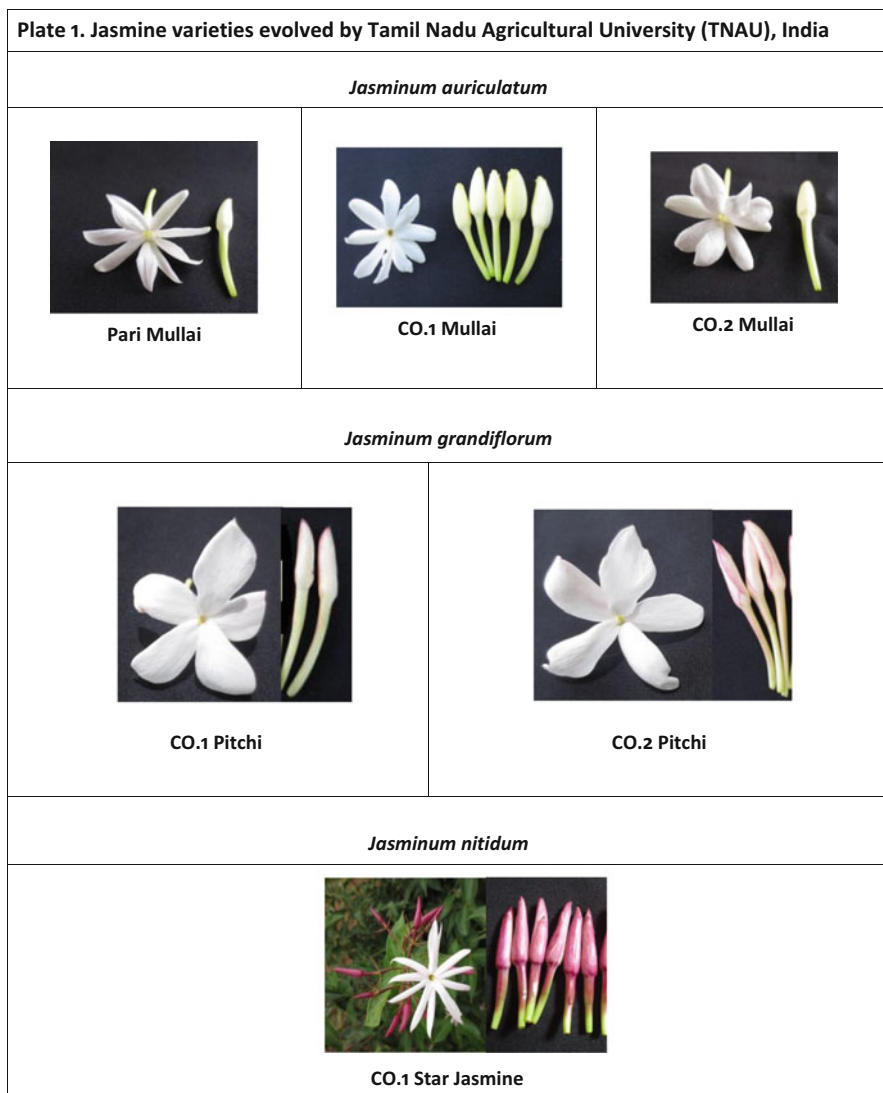 Plate 1. Jasmine varieties evolved by Tamil Nadu Agricultural University (TNAU), India
Jasminum auriculatum
Pari Mullai
CO.1 Mullai
CO.2 Mullai
Jasminum grandiflorum
CO.1 Pitchi
CO.2 Pitchi
Jasminum nitidum
CO.1 Star Jasmine